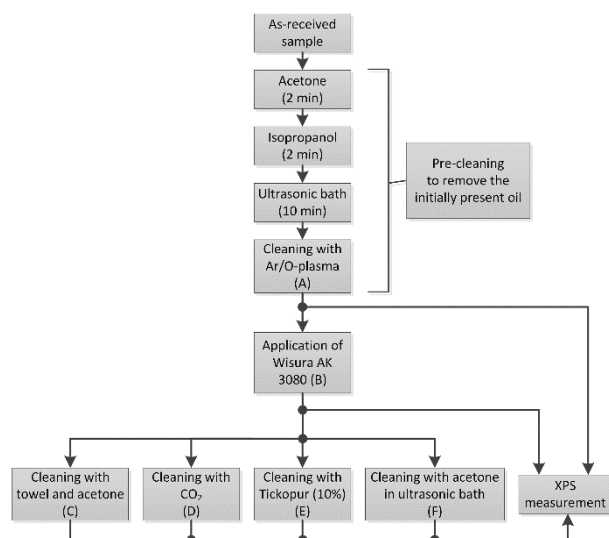 As-received
sample
Acetone
(2 min)
Isopropanol
(2 min)
Ultrasonic bath
(10 min)
Cleaning with
Ar/O-plasma
(A)
Pre-cleaning
to remove the
initially present oil
Application of
Wisura AK
3080 (B)
Cleaning with
towel and acetone
(C)
Cleaning with
CO₂
(D)
Cleaning with
Tickopur (10%)
(E)
Cleaning with acetone
in ultrasonic bath
(F)
XPS
measurement